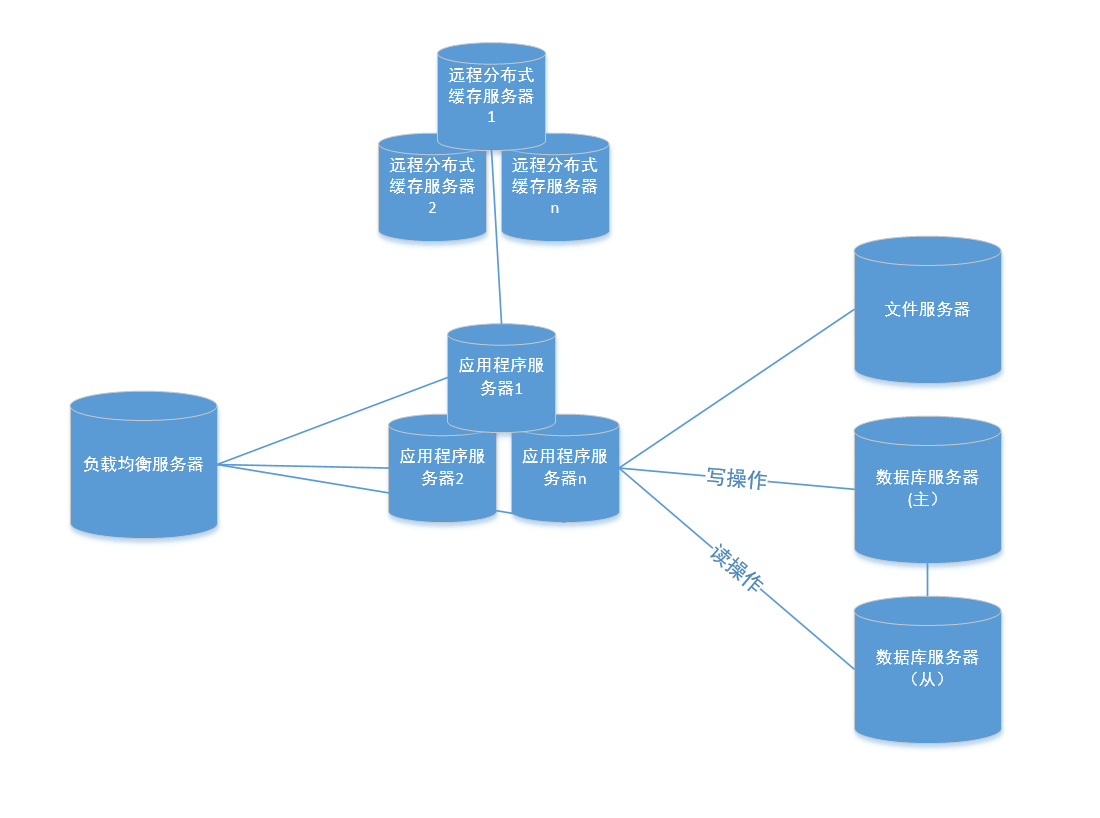 远程分布式
缓存服务器
1
远程分布式
缓存服务器
2
远程分布式
缓存服务器
n
文件服务器
应用程序服
务器1
负载均衡服务器
应用程序服
务器2
应用程序服
务器n
写操作
数据库服务器
(主）
读操作
数据库服务器
（从）